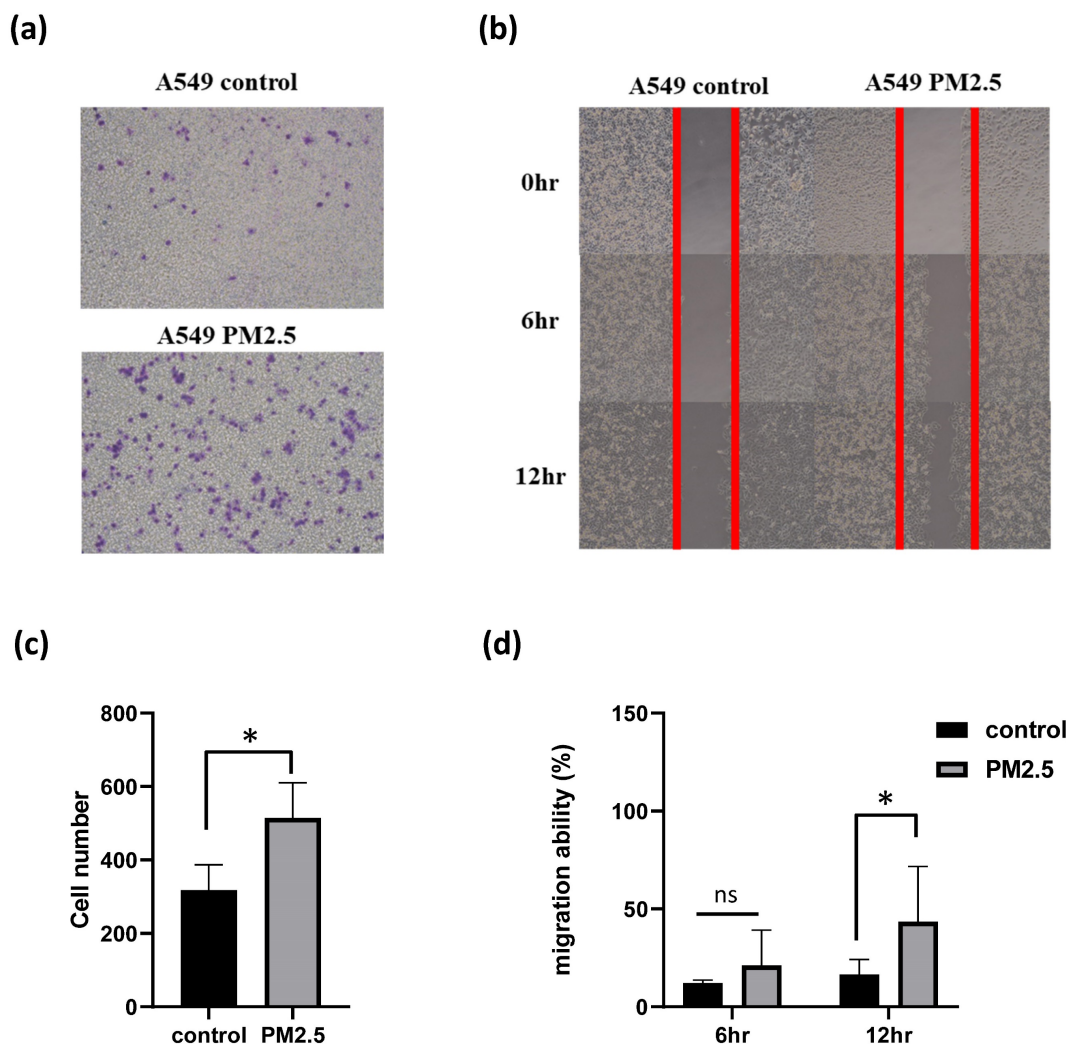 (a)
A549 control
A549 PM2.5
(b)
A549 control
A549 PM2.5
0hr
6hr
12hr
(c)
800
600
400
200
0
Cell number
*
control
PM2.5
(d)
150
100
50
0
migration ability (%)
ns
*
6hr
12hr
control
PM2.5